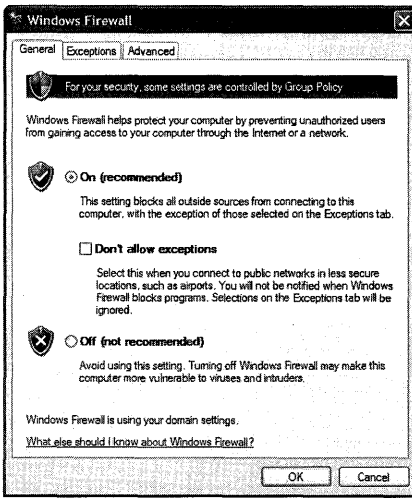 Windows Firewall
General Exceptions Advanced
For your security, some settings are controlled by Group Policy
Windows Firewall helps protect your computer by preventing unauthorized users
from gaining access to your computer through the Internet or a network.
On (recommended)
This setting blocks all outside sources from connecting to this
computer, with the exception of those selected on the Exceptions tab.
Don't allow exceptions
Select this when you connect to public networks in less secure
locations, such as airports. You will not be notified when Windows
Firewall blocks programs. Selections on the Exceptions tab will be
ignored.
Off (not recommended)
Avoid using this setting. Turning off Windows Firewall may make this
computer more vulnerable to viruses and intruders.
Windows Firewall is using your domain settings.
What else should I know about Windows Firewall?
OK Cancel